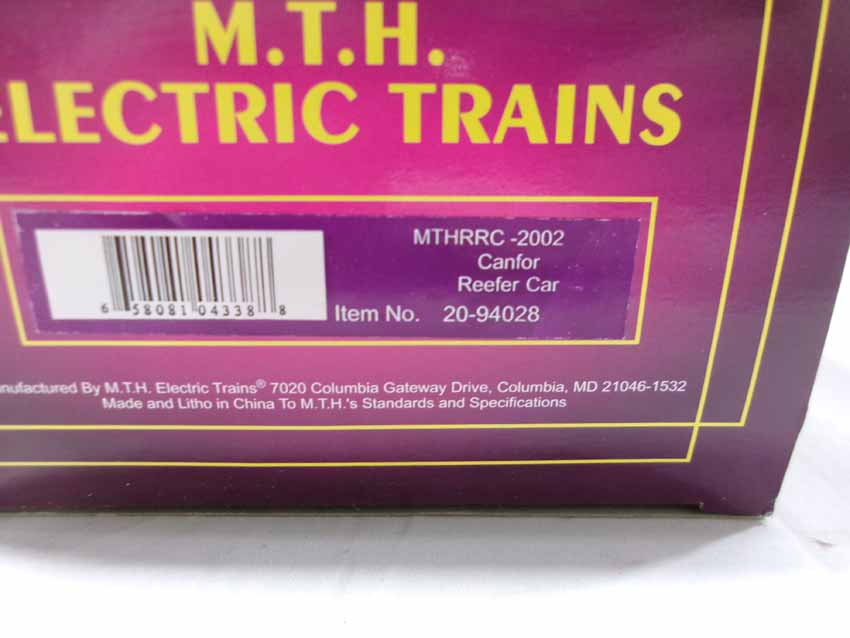 M.T.H.
ELECTRIC TRAINS
MTHRRC -2002
Canfor
Reefer Car
6 58081 04338 8
Item No. 20-94028
nufactured By M.T.H. Electric Trains® 7020 Columbia Gateway Drive, Columbia, MD 21046-1532
Made and Litho in China To M.T.H.'s Standards and Specifications